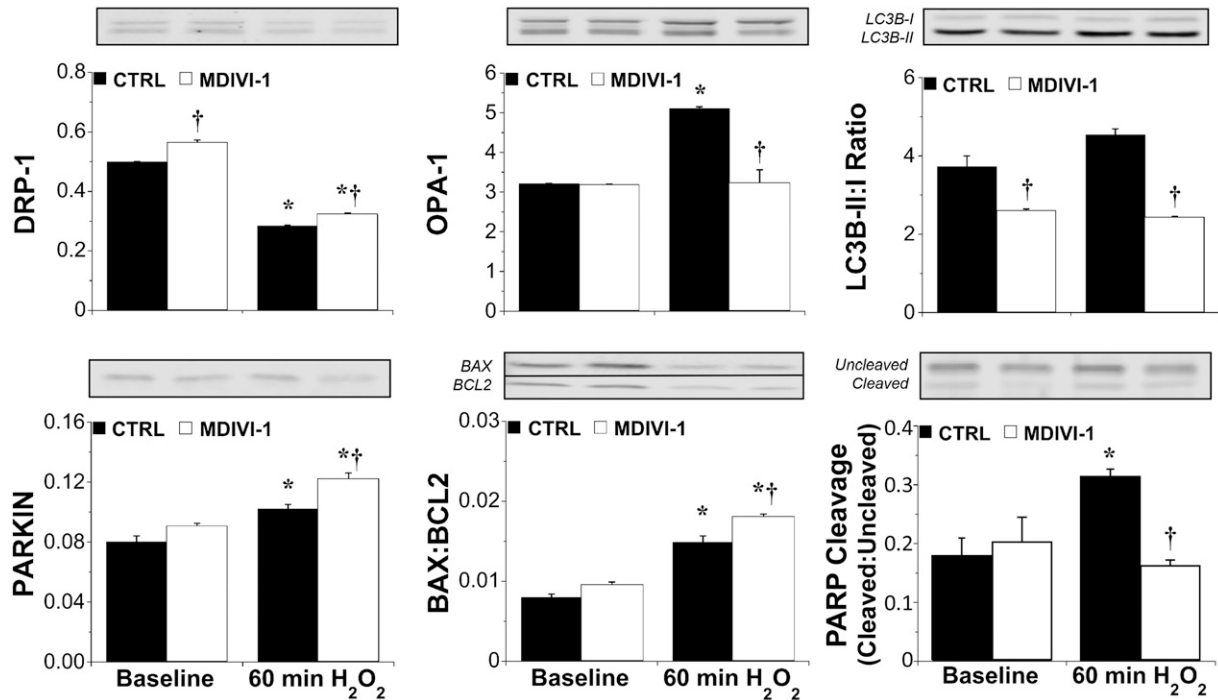 LC3B-I
LC3B-II
CTRL MDIVI-1
DRP-1
0.8
0.6
0.4
0.2
0
†
*
*†
CTRL MDIVI-1
OPA-1
6
5
4
3
2
1
0
*
†
CTRL MDIVI-1
LC3B-II:I Ratio
6
4
2
0
†
†
CTRL MDIVI-1
PARKIN
0.16
0.12
0.08
0.04
0.00
*
*†
Baseline 60 min H2O2
BAX
BCL2
CTRL MDIVI-1
BAX:BCL2
0.03
0.02
0.01
0
*
*†
Baseline 60 min H2O2
Uncleaved
Cleaved
CTRL MDIVI-1
PARP Cleavage
(Cleaved:Uncleaved)
0.4
0.3
0.2
0.1
0
*
†
Baseline 60 min H2O2